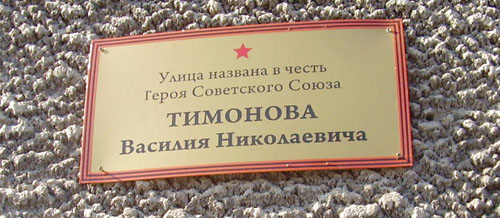 Улица названа в честь
Героя Советского Союза
ТИМОНОВА
Василия Николаевича